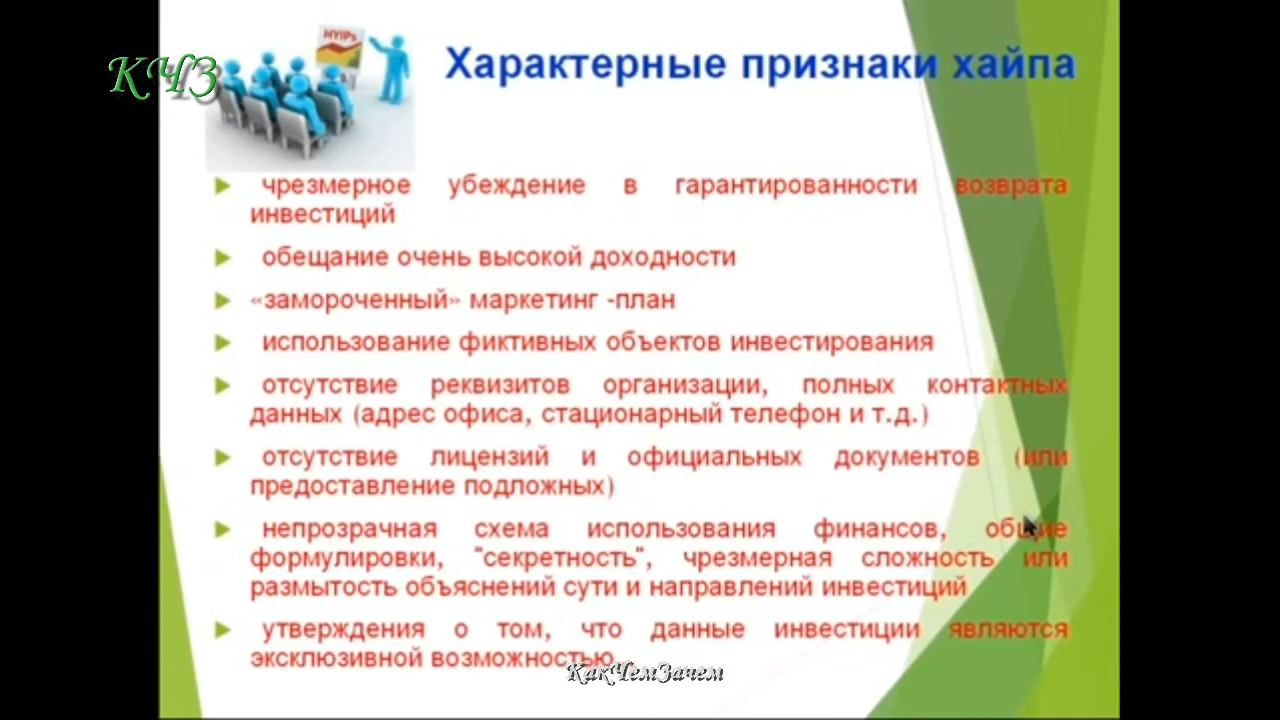 КЧЗ
HYIPs
Характерные признаки хайпа
чрезмерное убеждение в гарантированности возврата
инвестиций
обещание очень высокой доходности
«замороченный» маркетинг -план
использование фиктивных объектов инвестирования
отсутствие реквизитов организации, полных контактных
данных (адрес офиса, стационарный телефон и т.д.)
отсутствие лицензий и официальных документов (или
предоставление подложных)
непрозрачная схема использования финансов, общие
формулировки, "секретность", чрезмерная сложность или
размытость объяснений сути и направлений инвестиций
утверждения о том, что данные инвестиции являются
эксклюзивной возможностью
КакЧемЗачем